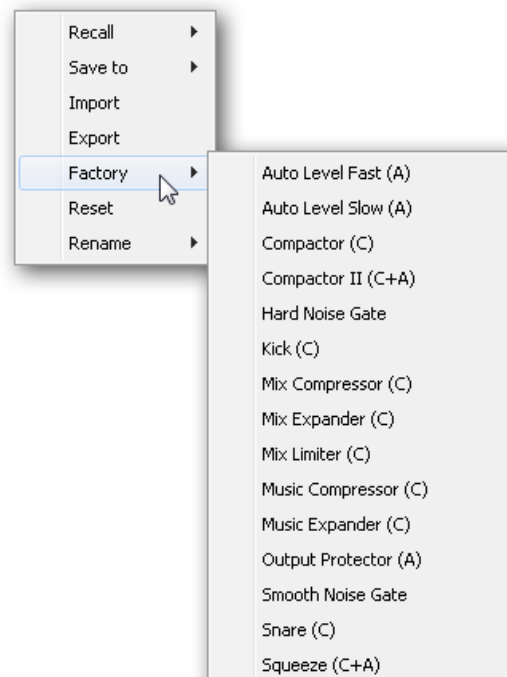 Recall
Save to
Import
Export
Factory
Reset
Rename
Auto Level Fast (A)
Auto Level Slow (A)
Compactor (C)
Compactor II (C+A)
Hard Noise Gate
Kick (C)
Mix Compressor (C)
Mix Expander (C)
Mix Limiter (C)
Music Compressor (C)
Music Expander (C)
Output Protector (A)
Smooth Noise Gate
Snare (C)
Squeeze (C+A)